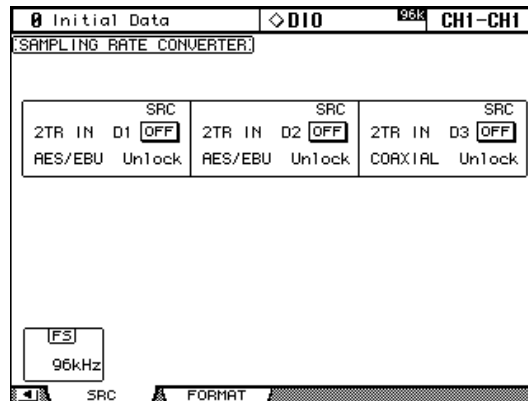 0 Initial Data ◇DIO 96k CH1-CH1
SAMPLING RATE CONVERTER
SRC SRC SRC
2TR IN D1 OFF 2TR IN D2 OFF 2TR IN D3 OFF
AES/EBU Unlock AES/EBU Unlock COAXIAL Unlock
FS
96kHz
SRC FORMAT